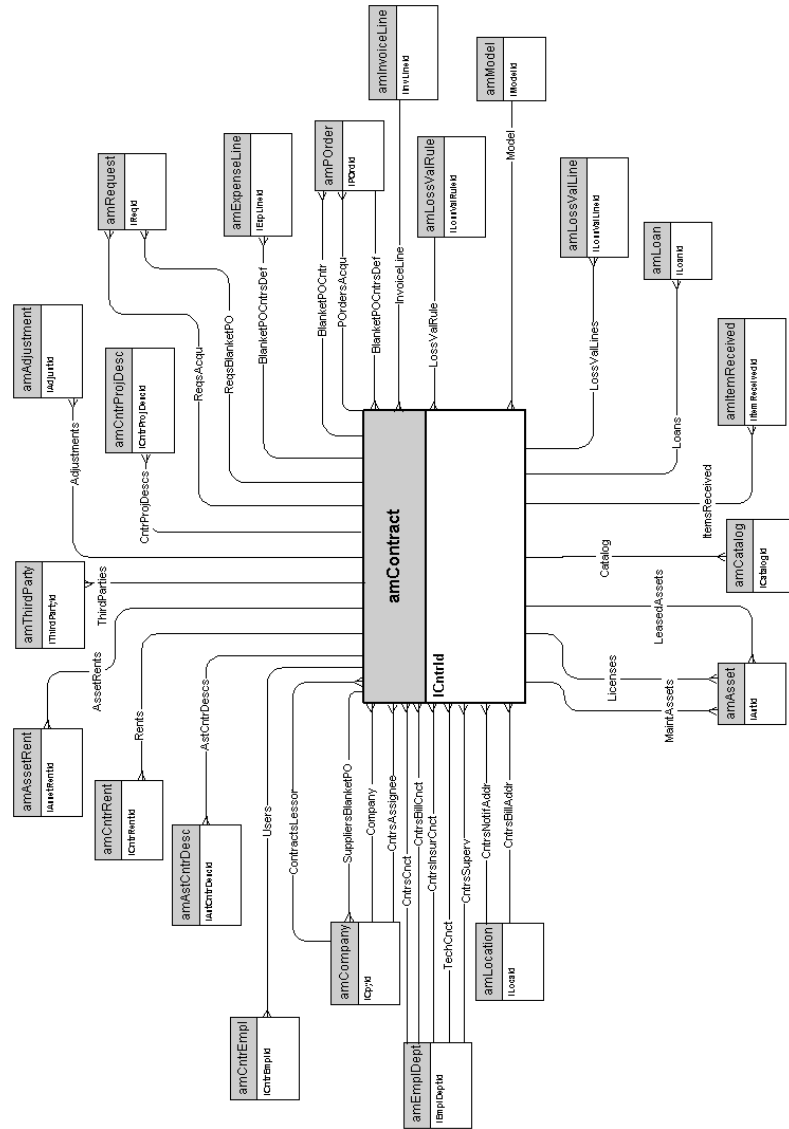 amRequest
lReqId
amExpenseLine
lExpLineId
amPOrder
lPOrdId
amInvoiceLine
lInvLineId
amModel
lModelId
amLossValRule
lLossValRuleId
amLossValLine
lLossValLineId
amLoan
lLoanId
amItemReceived
lItemReceivedId
amAdjustment
lAdjustId
amCntrProjDesc
lCntrProjDescId
ReqsAcqu
ReqsBlanketPO
BlanketPOCntrsDef
BlanketPOCntr
POrdersAcqu
BlanketPOCntrsDef
InvoiceLine
LossValRule
Model
LossValLines
Loans
ItemsReceived
Adjustments
CntrProjDescs
amThirdParty
lThirdPartyId
ThirdParties
amContract
lCntrId
Catalog
amCatalog
lCatalogId
amAssetRent
lAssetRentId
AssetRents
amCntrRent
lCntrRentId
Rents
amAstCntrDesc
lAstCntrDescId
AstCntrDescs
Users
ContractsLessor
SuppliersBlanketPO
Company
CntrsAssignee
CntrsCnct
CntrsBillCnct
CntrsInsurCnct
TechCnct
CntrsSuperv
CntrsNotifAddr
CntrsBillAddr
LeasedAssets
Licenses
MaintAssets
amAsset
lAstId
amCompany
lCpyId
amLocation
lLocaId
amCntrEmpl
lCntrEmplId
amEmplDept
lEmplDeptId